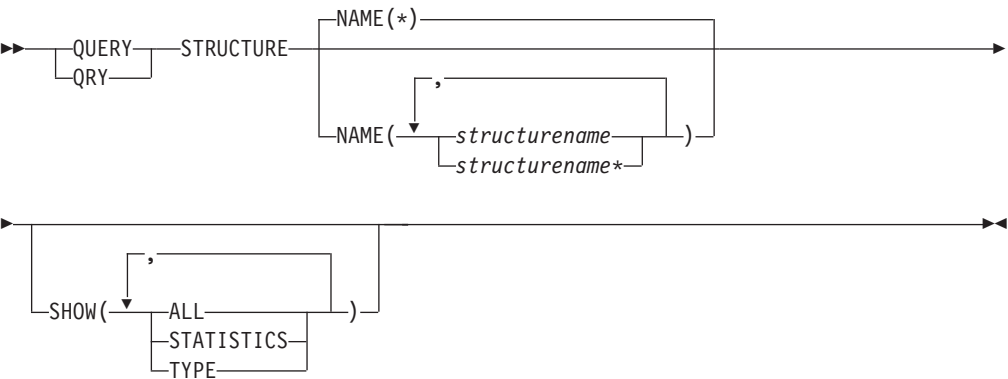 NAME(*)
QUERY STRUCTURE
QRY
,
NAME( structurename )
structurename*
,
SHOW( ALL )
STATISTICS
TYPE